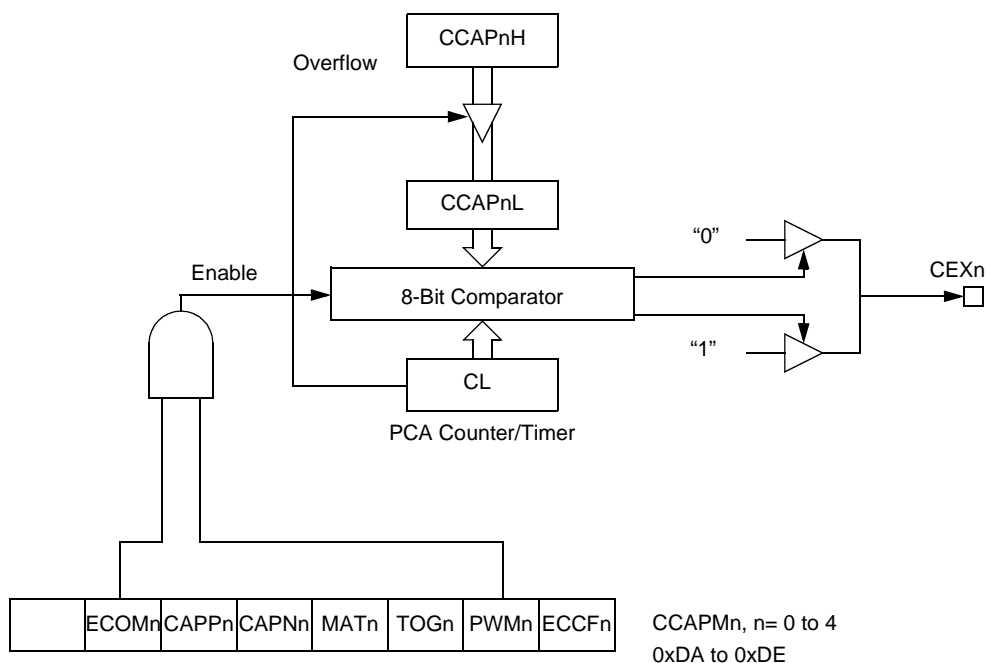 CCAPnH
Overflow
CCAPnL
“0”
Enable
CEXn
8-Bit Comparator
“1”
CL
PCA Counter/Timer
ECOMn CAPPn CAPNn MATn TOGn PWMn ECCFn
CCAPMn, n= 0 to 4
0xDA to 0xDE